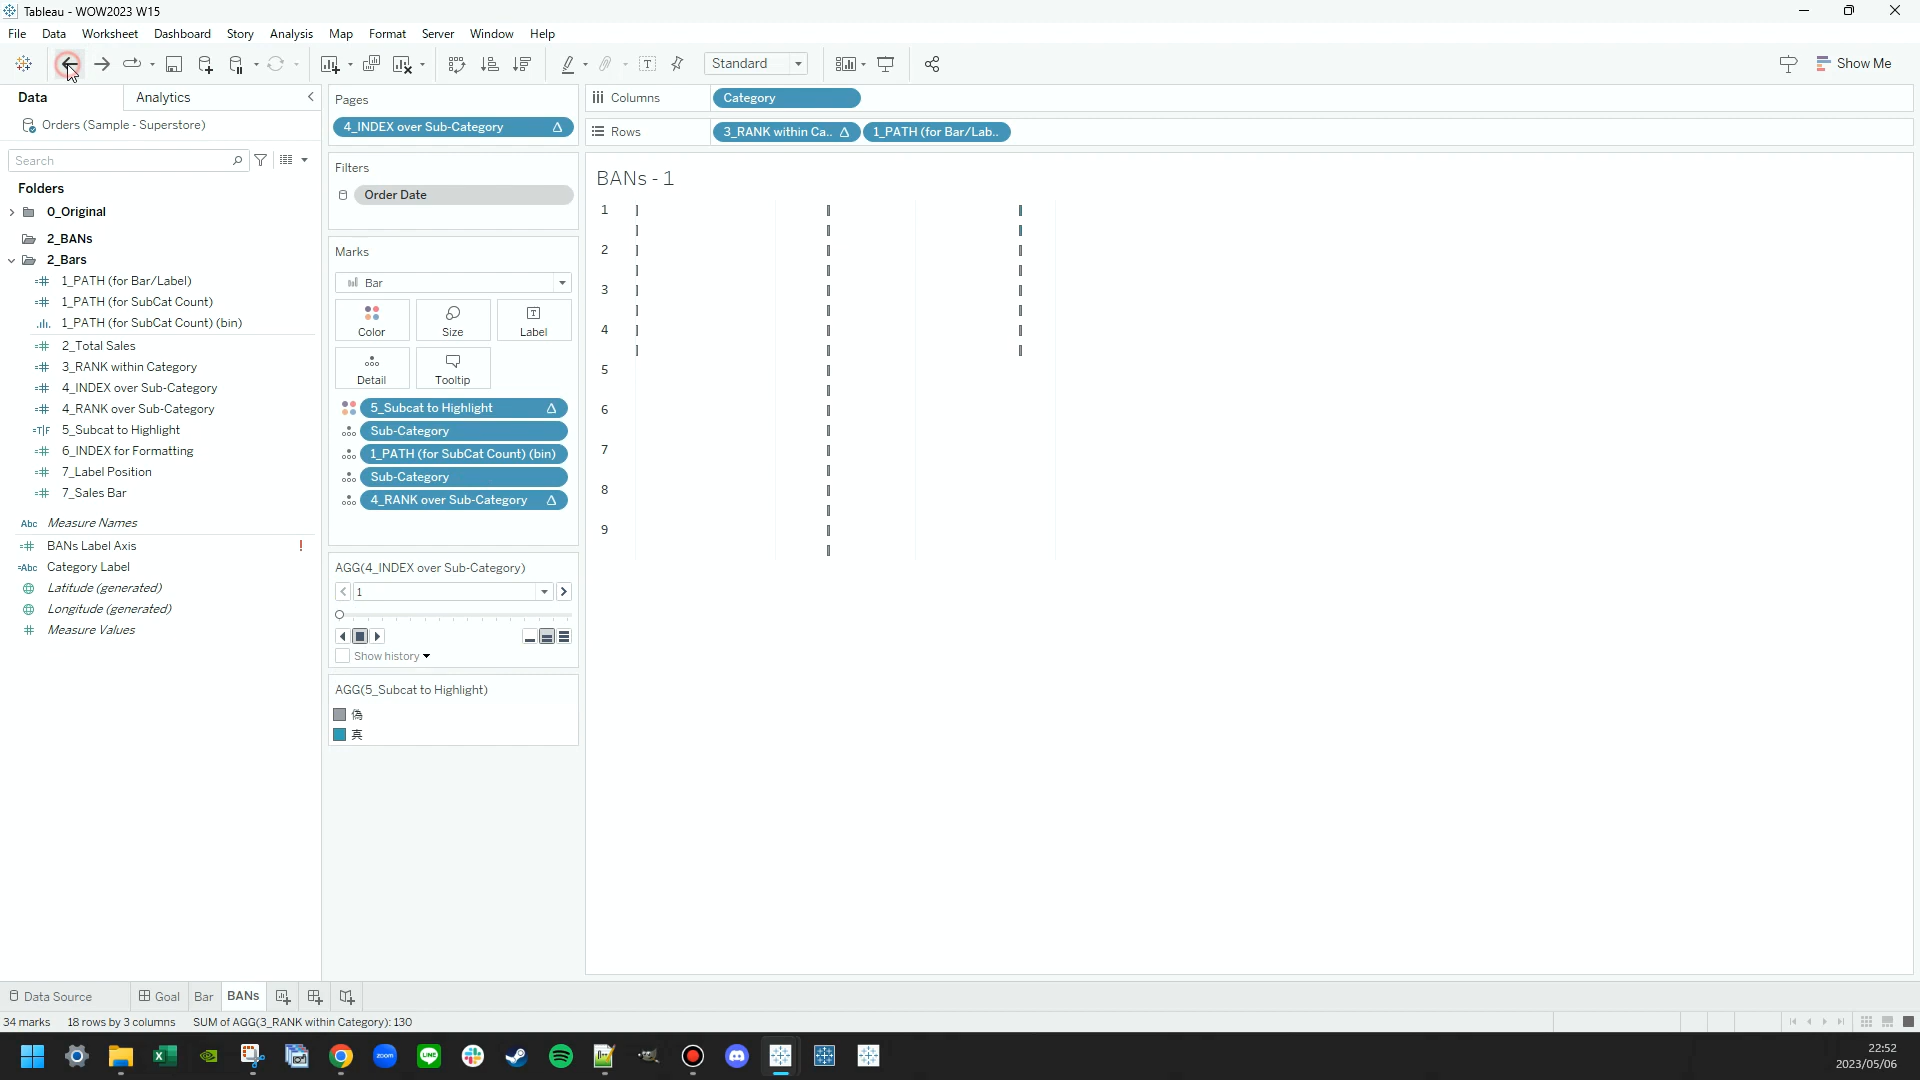 Tableau - WOW2023 W15
File Data Worksheet Dashboard Story Analysis Map Format Server Window Help
Standard
Show Me
Data
Analytics
Orders (Sample - Superstore)
Search
Folders
0_Original
2_BANs
2_Bars
1_PATH (for Bar/Label)
1_PATH (for SubCat Count)
1_PATH (for SubCat Count) (bin)
2_Total Sales
3_RANK within Category
4_INDEX over Sub-Category
4_RANK over Sub-Category
T|F 5_Subcat to Highlight
6_INDEX for Formatting
7_Label Position
7_Sales Bar
Abc Measure Names
BANs Label Axis !
Abc Category Label
Latitude (generated)
Longitude (generated)
Measure Values
Pages
4_INDEX over Sub-Category
Filters
Order Date
Marks
Bar
Color
Size
Label
Detail
Tooltip
5_Subcat to Highlight
Sub-Category
1_PATH (for SubCat Count) (bin)
Sub-Category
4_RANK over Sub-Category
AGG(4_INDEX over Sub-Category)
1
Show history
AGG(5_Subcat to Highlight)
偽
真
Columns
Category
Rows
3_RANK within Ca..
1_PATH (for Bar/Lab..
BANs - 1
1
2
3
4
5
6
7
8
9
Data Source
Goal
Bar
BANs
34 marks 18 rows by 3 columns SUM of AGG(3_RANK within Category): 130
zoom
LINE
22:52
2023/05/06